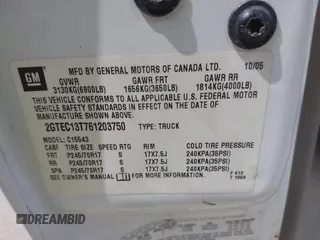 GM
MFD BY GENERAL MOTORS OF CANADA LTD. 10/05
GVWR GAWR FRT GAWR RR
3130KG(6900LB) 1656KG(3650LB) 1814KG(4000LB)
THIS VEHICLE CONFORMS TO ALL APPLICABLE U.S. FEDERAL MOTOR
VEHICLE SAFETY STANDARDS IN EFFECT ON THE DATE OF
MANUFACTURE SHOWN ABOVE.
2GTEC13T761203750 TYPE: TRUCK
MODEL: C15543
TIRE SIZE SPEED RTG RIM COLD TIRE PRESSURE
FRT P245/70R17 S 17X7.5J 240KPA(35PSI)
RR P245/70R17 S 17X7.5J 240KPA(35PSI)
SPA P245/70R17 S 17X7.5J 240KPA(35PSI)
SEE OWNER'S MANUAL FOR MORE INFORMATION.
DREAMBID